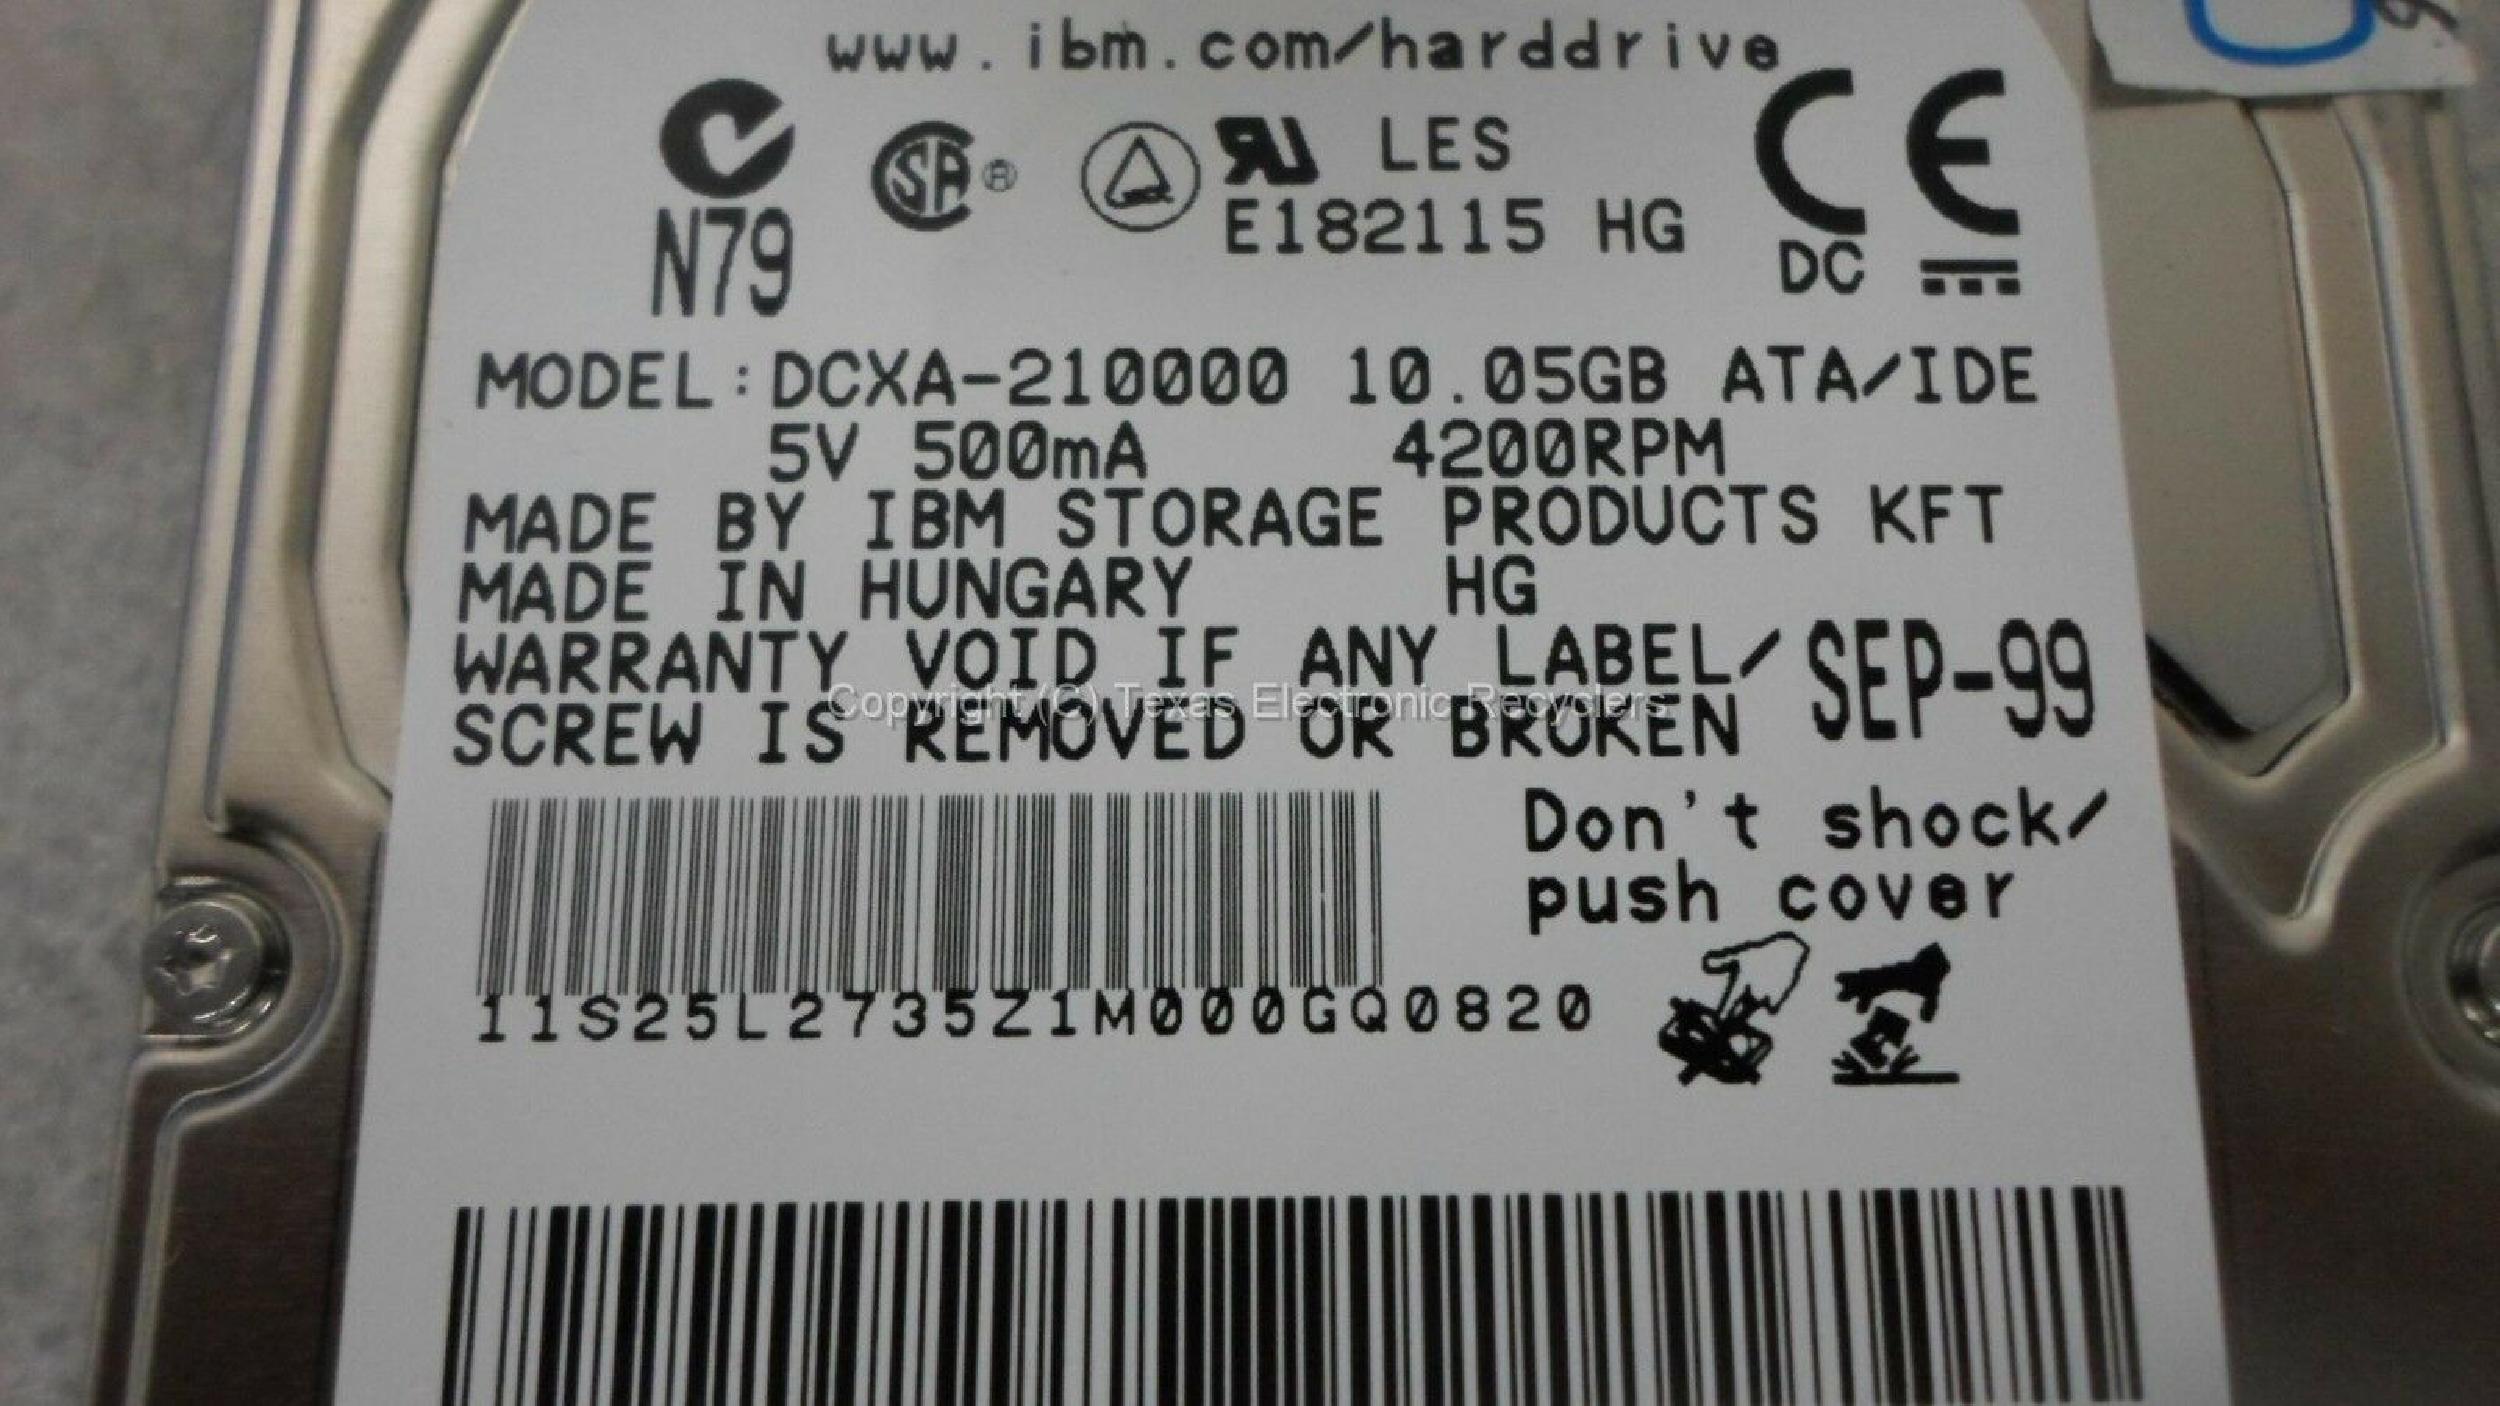 www.ibm.com/harddrive
N79
LES
E182115 HG
DC
MODEL:DCXA-210000 10.05GB ATA/IDE
5V 500mA 4200RPM
MADE BY IBM STORAGE PRODUCTS KFT
MADE IN HUNGARY HG
WARRANTY VOID IF ANY LABEL/
SCREW IS REMOVED OR BROKEN
SEP-99
Copyright (C) Texas Electronic Recyclers
Don't shock/
push cover
11S25L2735Z1M000GQ0820